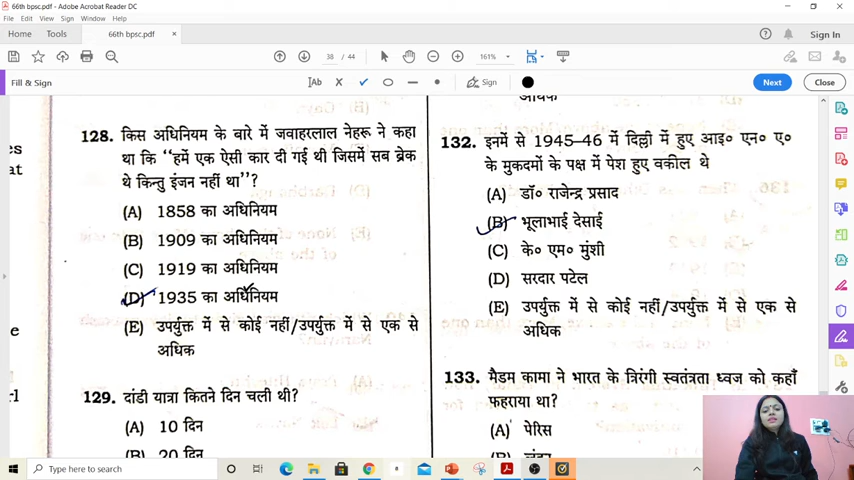 66th bpsc.pdf - Adobe Acrobat Reader DC
File Edit View Sign Window Help
Home Tools 66th bpsc.pdf × Sign In
38 / 44 161%
Fill & Sign Ab Sign Next Close
128. किस अधिनियम के बारे में जवाहरलाल नेहरू ने कहा
था कि "हमें एक ऐसी कार दी गई थी जिसमें सब ब्रेक
थे किन्तु इंजन नहीं था"?
(A) 1858 का अधिनियम
(B) 1909 का अधिनियम
(C) 1919 का अधिनियम
(D) 1935 का अधिनियम
(E) उपर्युक्त में से कोई नहीं/उपर्युक्त में से एक से
अधिक
129. दांडी यात्रा कितने दिन चली थी?
(A) 10 दिन
(B) 20 दिन
अधिक
132. इनमें से 1945–46 में दिल्ली में हुए आइ० एन० ए०
के मुकदमों के पक्ष में पेश हुए वकील थे
(A) डॉ० राजेन्द्र प्रसाद
(B) भूलाभाई देसाई
(C) के० एम० मुंशी
(D) सरदार पटेल
(E) उपर्युक्त में से कोई नहीं/उपर्युक्त में से एक से
अधिक
133. मैडम कामा ने भारत के त्रिरंगी स्वतंत्रता ध्वज को कहाँ
फहराया था?
(A) पेरिस
(B) लंदन
Type here to search